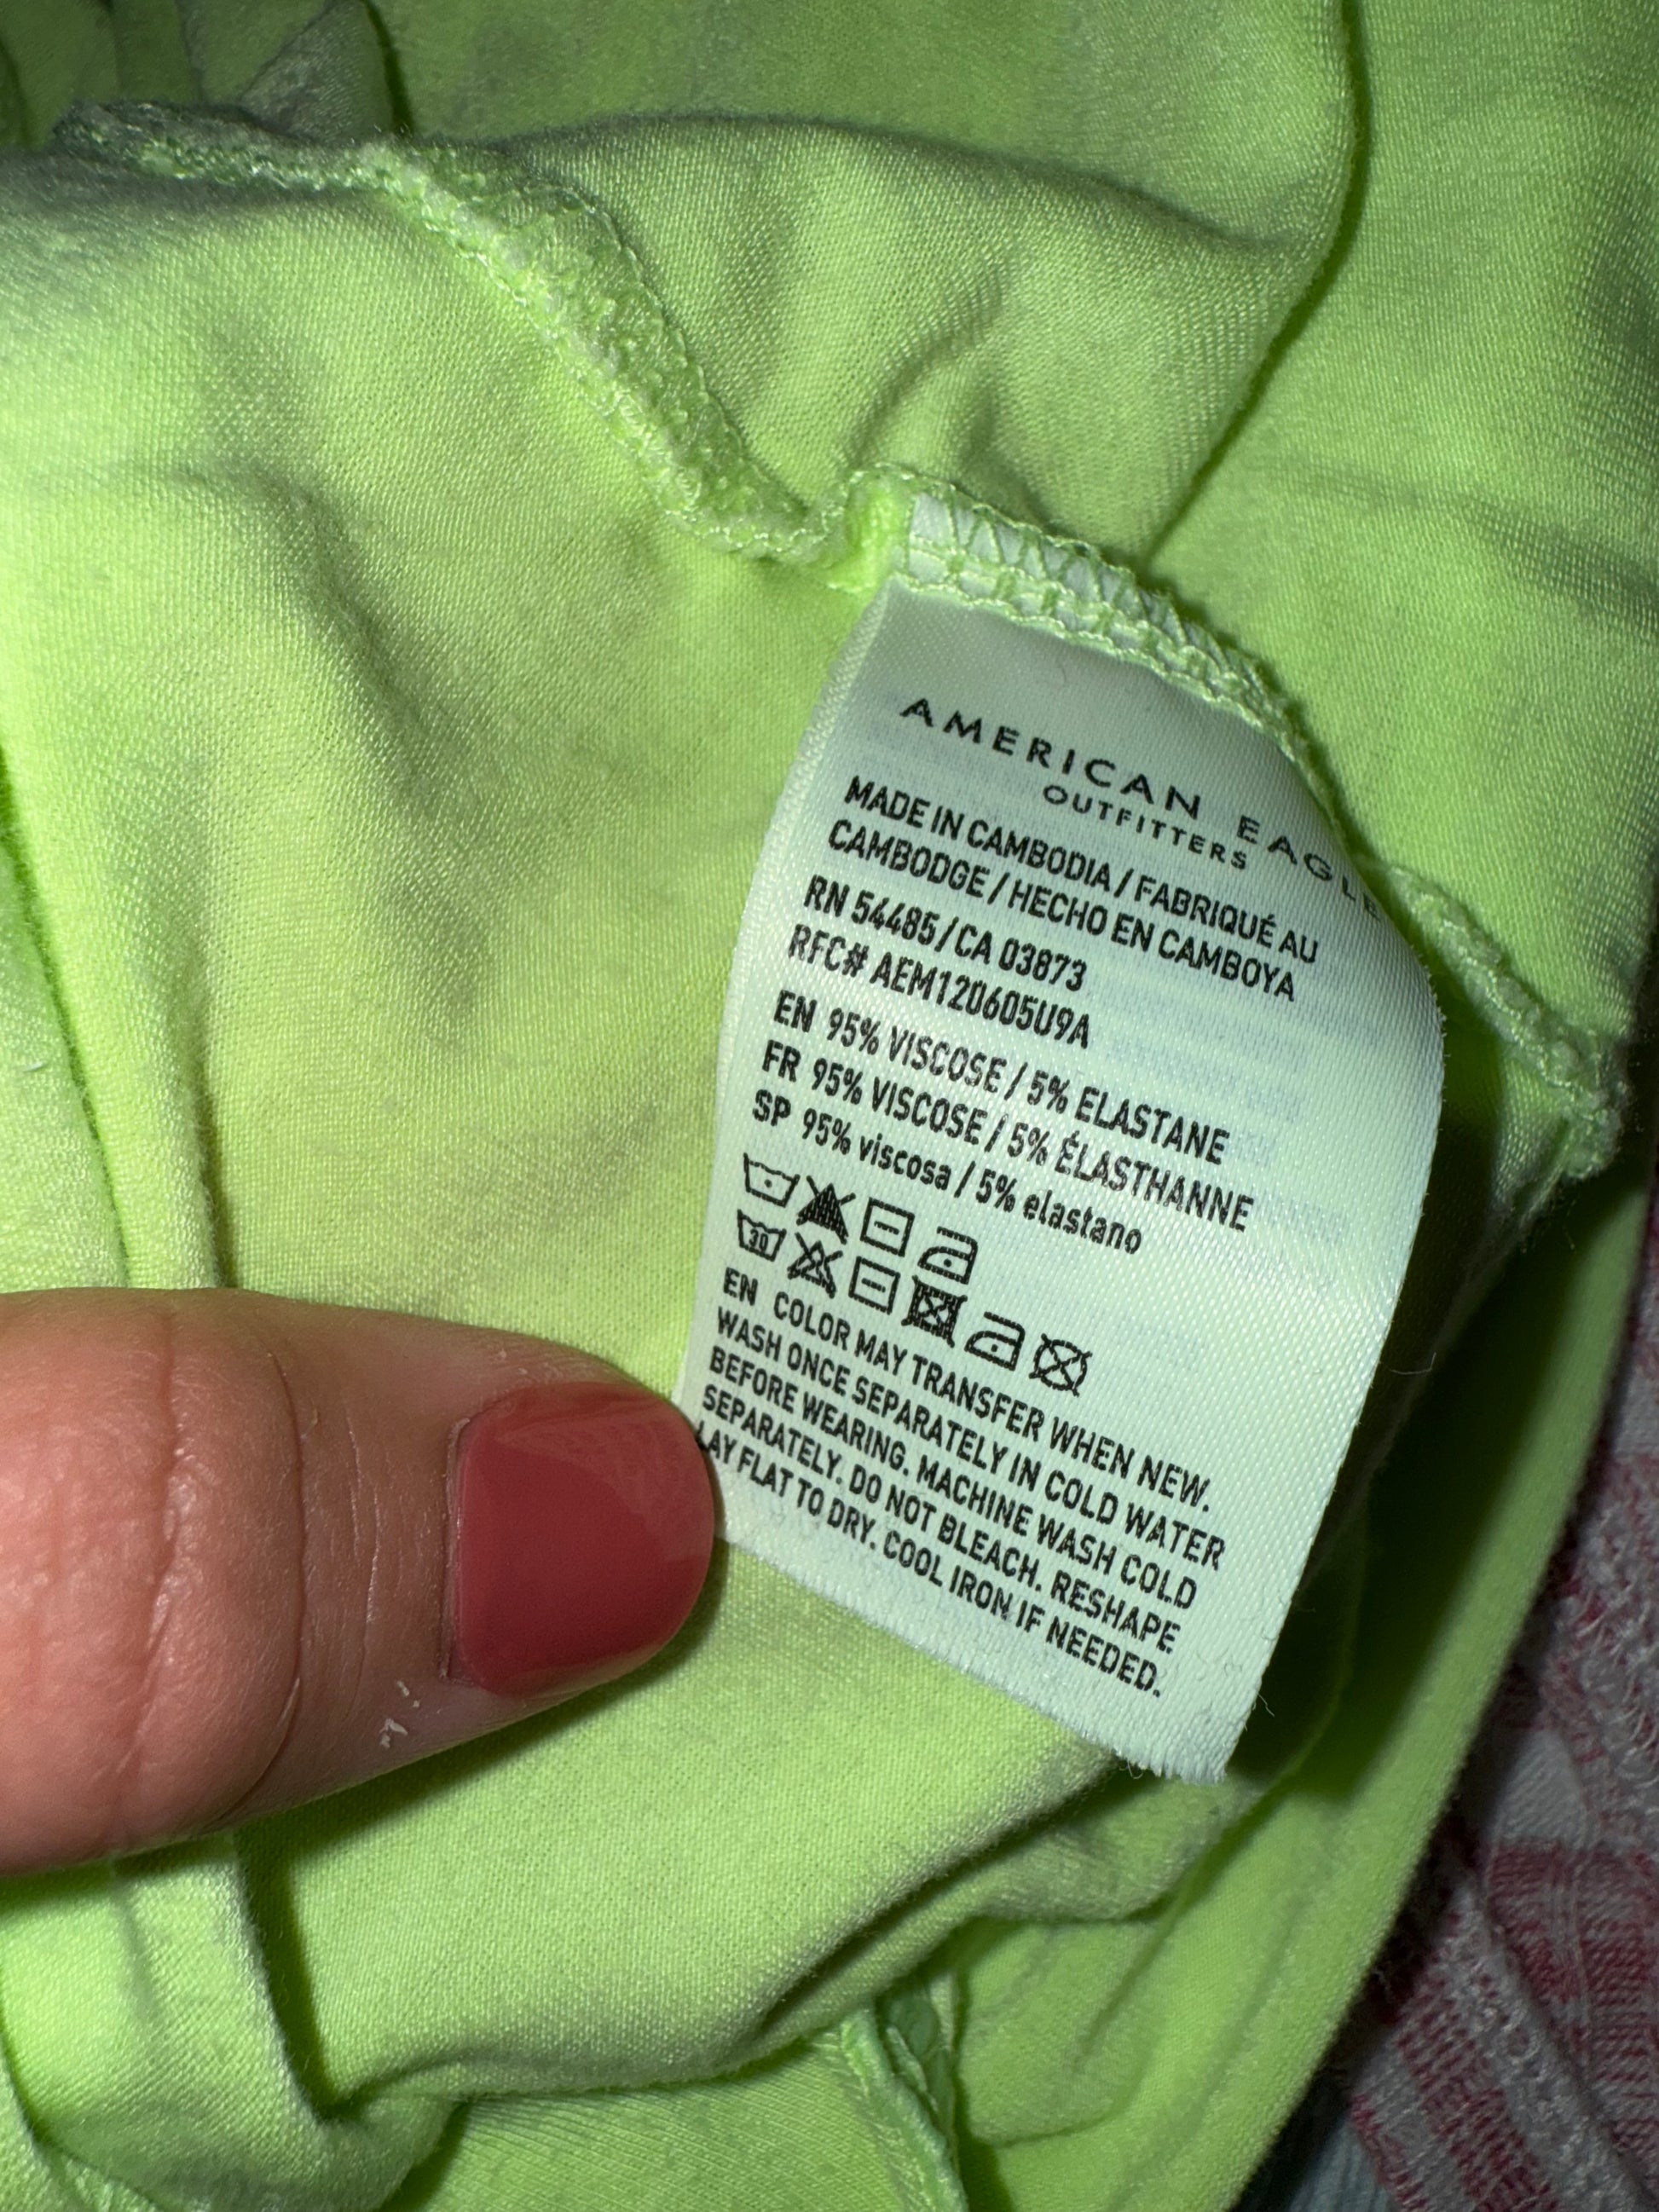 AMERICAN EAGLE
OUTFITTERS
MADE IN CAMBODIA / FABRIQUÉ AU
CAMBODGE / HECHO EN CAMBOYA
RN 54485 / CA 03873
RFC# AEM120605U9A
EN 95% VISCOSE / 5% ELASTANE
FR 95% VISCOSE / 5% ÉLASTHANNE
SP 95% viscosa / 5% elastano
30
EN COLOR MAY TRANSFER WHEN NEW.
WASH ONCE SEPARATELY IN COLD WATER
BEFORE WEARING. MACHINE WASH COLD
SEPARATELY. DO NOT BLEACH. RESHAPE
LAY FLAT TO DRY. COOL IRON IF NEEDED.